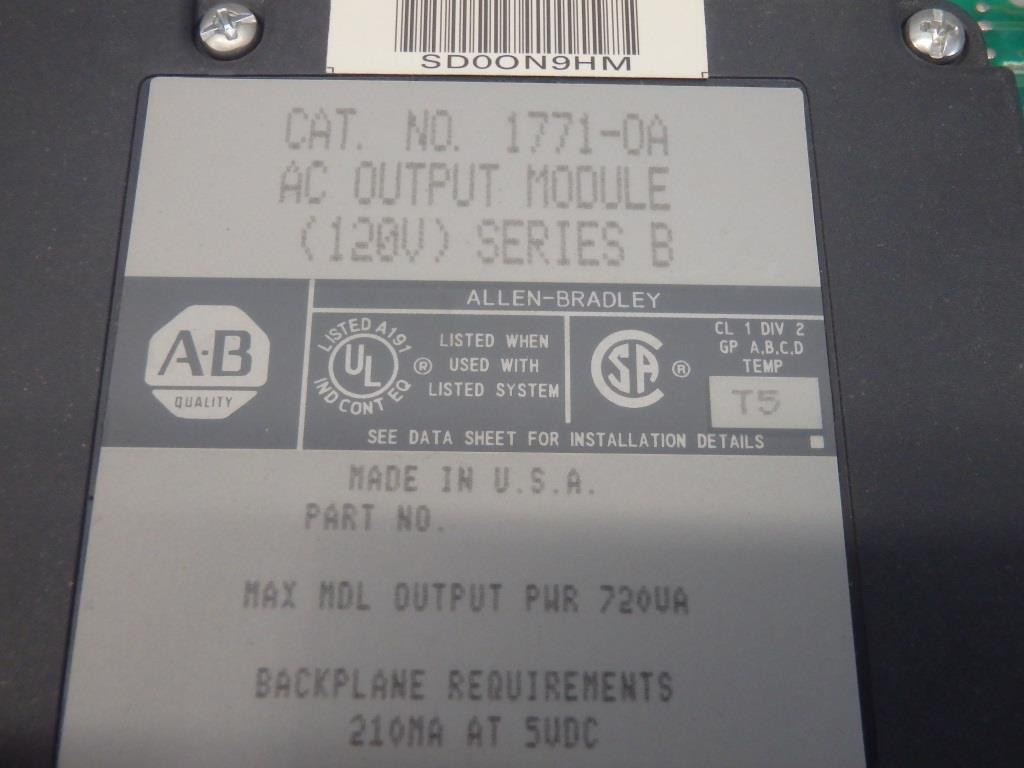 SD00N9HM
CAT. NO. 1771-OA
AC OUTPUT MODULE
(120V) SERIES B
ALLEN-BRADLEY
A-B
QUALITY
LISTED A191
UL
IND CONT EQ
®
LISTED WHEN
USED WITH
LISTED SYSTEM
SA
®
CL 1 DIV 2
GP A,B,C,D
TEMP
T5
SEE DATA SHEET FOR INSTALLATION DETAILS
MADE IN U.S.A.
PART NO.
MAX MDL OUTPUT PWR 720VA
BACKPLANE REQUIREMENTS
210MA AT 5VDC